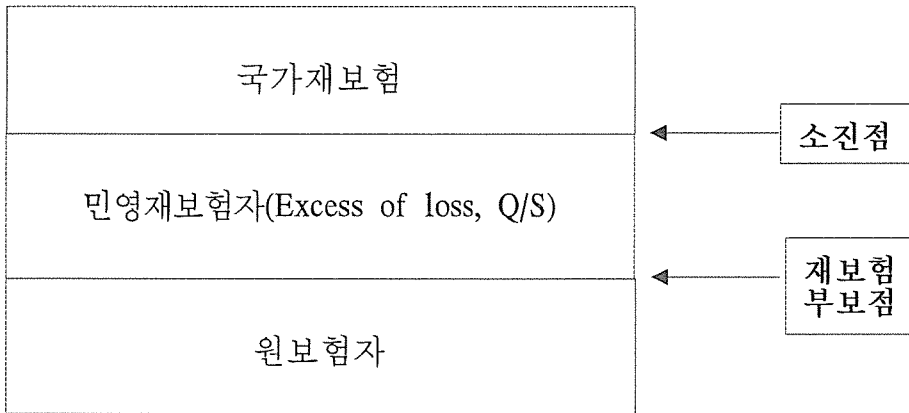 국가재보험
소진점
민영재보험자(Excess of loss, Q/S)
재보험
부보점
원보험자